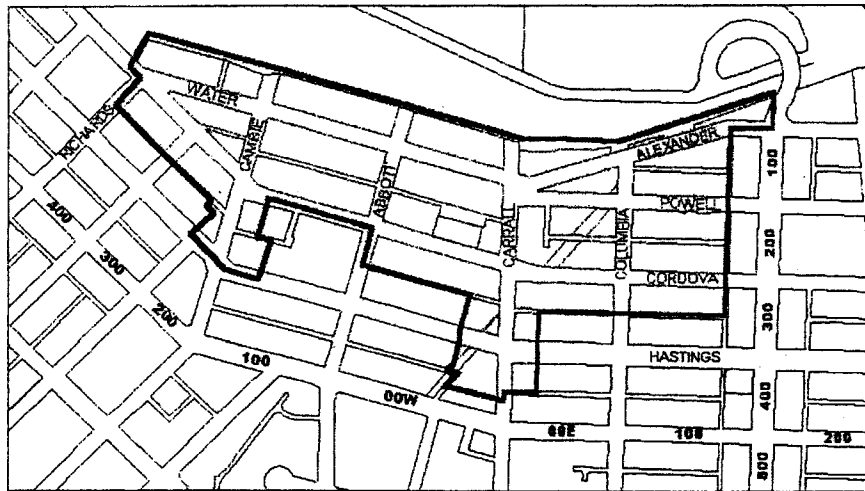 WATER
RICHARDS
CAMBIE
ABBOTT
CARRALL
COLUMBIA
ALEXANDER
POWELL
CORDOVA
HASTINGS
100
200
300
400
500
400
300
200
100
00W
00E
100
200